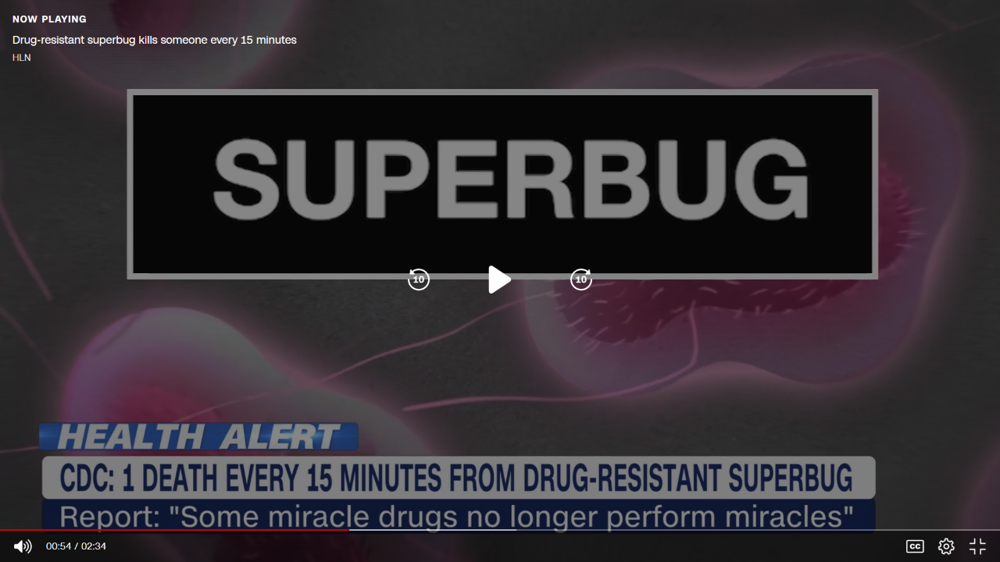 NOW PLAYING
Drug-resistant superbug kills someone every 15 minutes
HLN
SUPERBUG
10
10
HEALTH ALERT
CDC: 1 DEATH EVERY 15 MINUTES FROM DRUG-RESISTANT SUPERBUG
Report: "Some miracle drugs no longer perform miracles"
00:54 / 02:34
CC